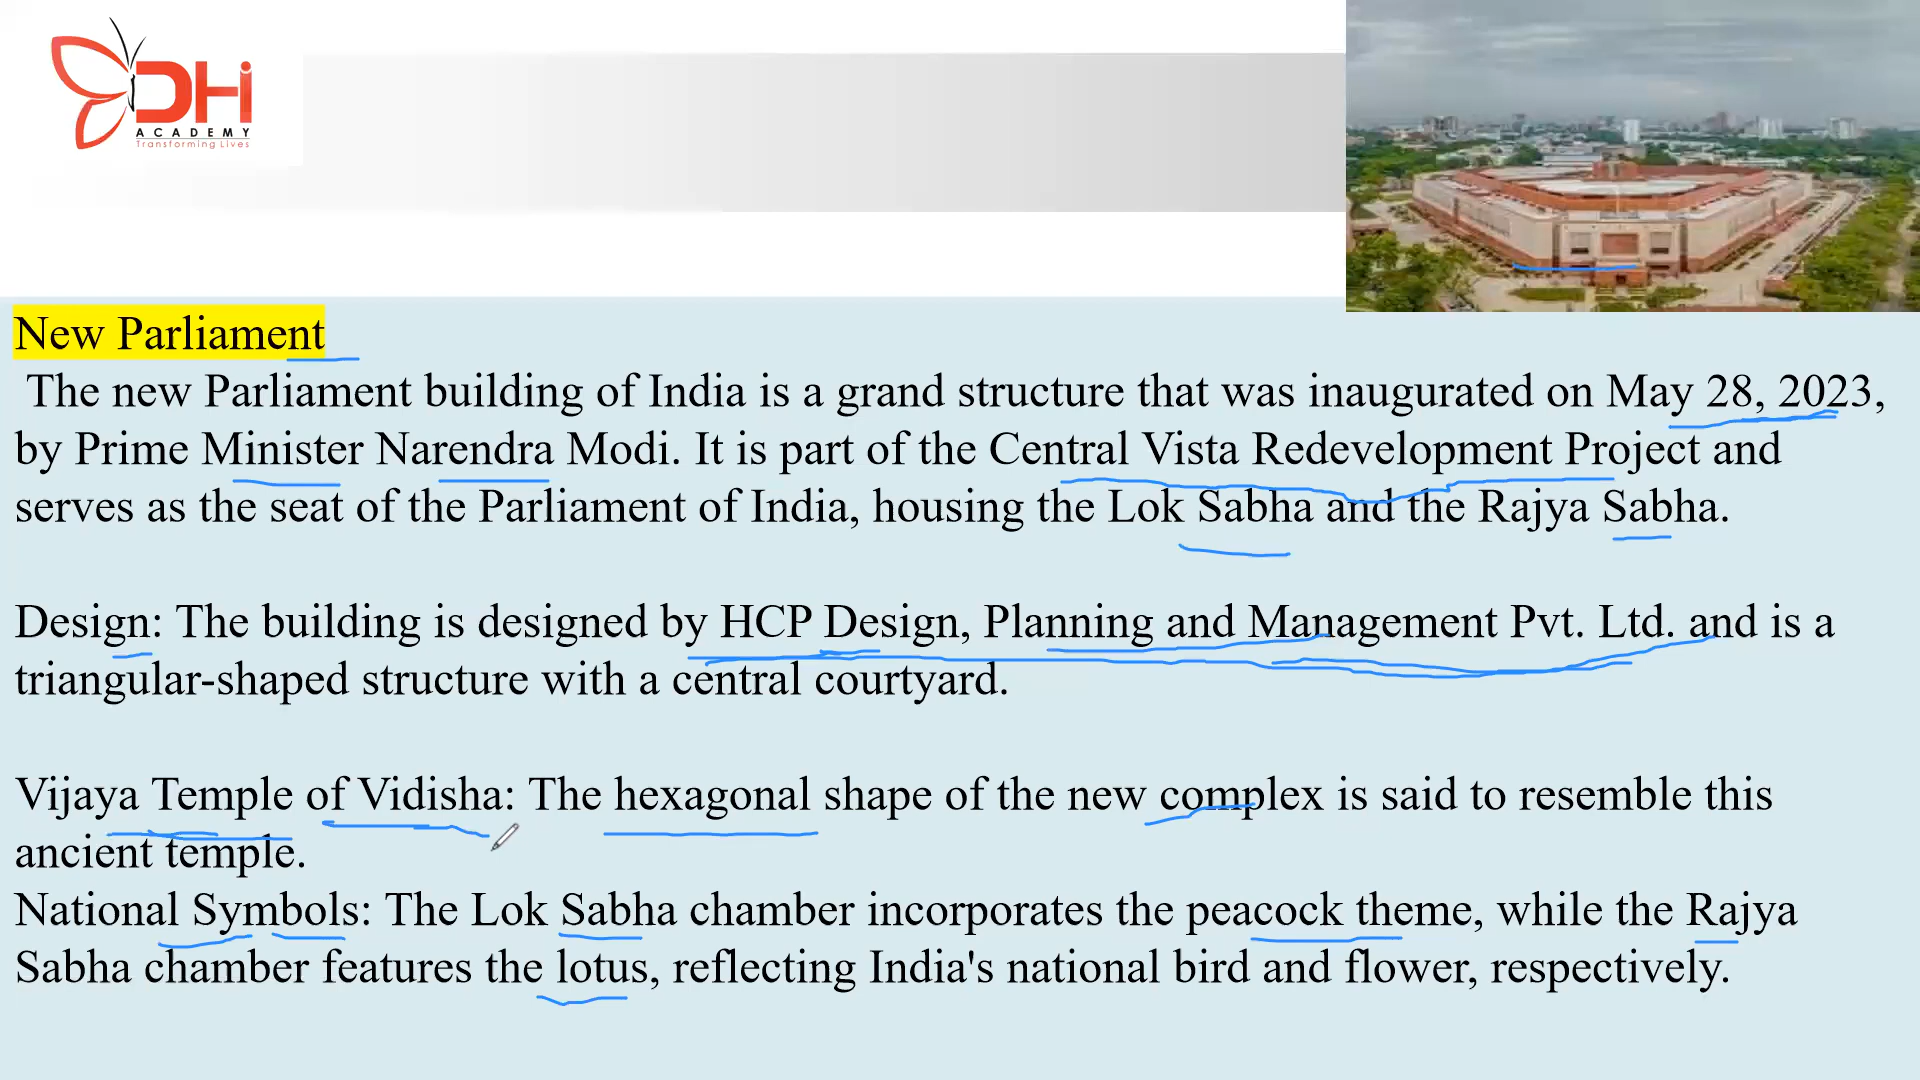 DHi
ACADEMY
Transforming Lives
New Parliament
The new Parliament building of India is a grand structure that was inaugurated on May 28, 2023,
by Prime Minister Narendra Modi. It is part of the Central Vista Redevelopment Project and
serves as the seat of the Parliament of India, housing the Lok Sabha and the Rajya Sabha.
Design: The building is designed by HCP Design, Planning and Management Pvt. Ltd. and is a
triangular-shaped structure with a central courtyard.
Vijaya Temple of Vidisha: The hexagonal shape of the new complex is said to resemble this
ancient temple.
National Symbols: The Lok Sabha chamber incorporates the peacock theme, while the Rajya
Sabha chamber features the lotus, reflecting India's national bird and flower, respectively.